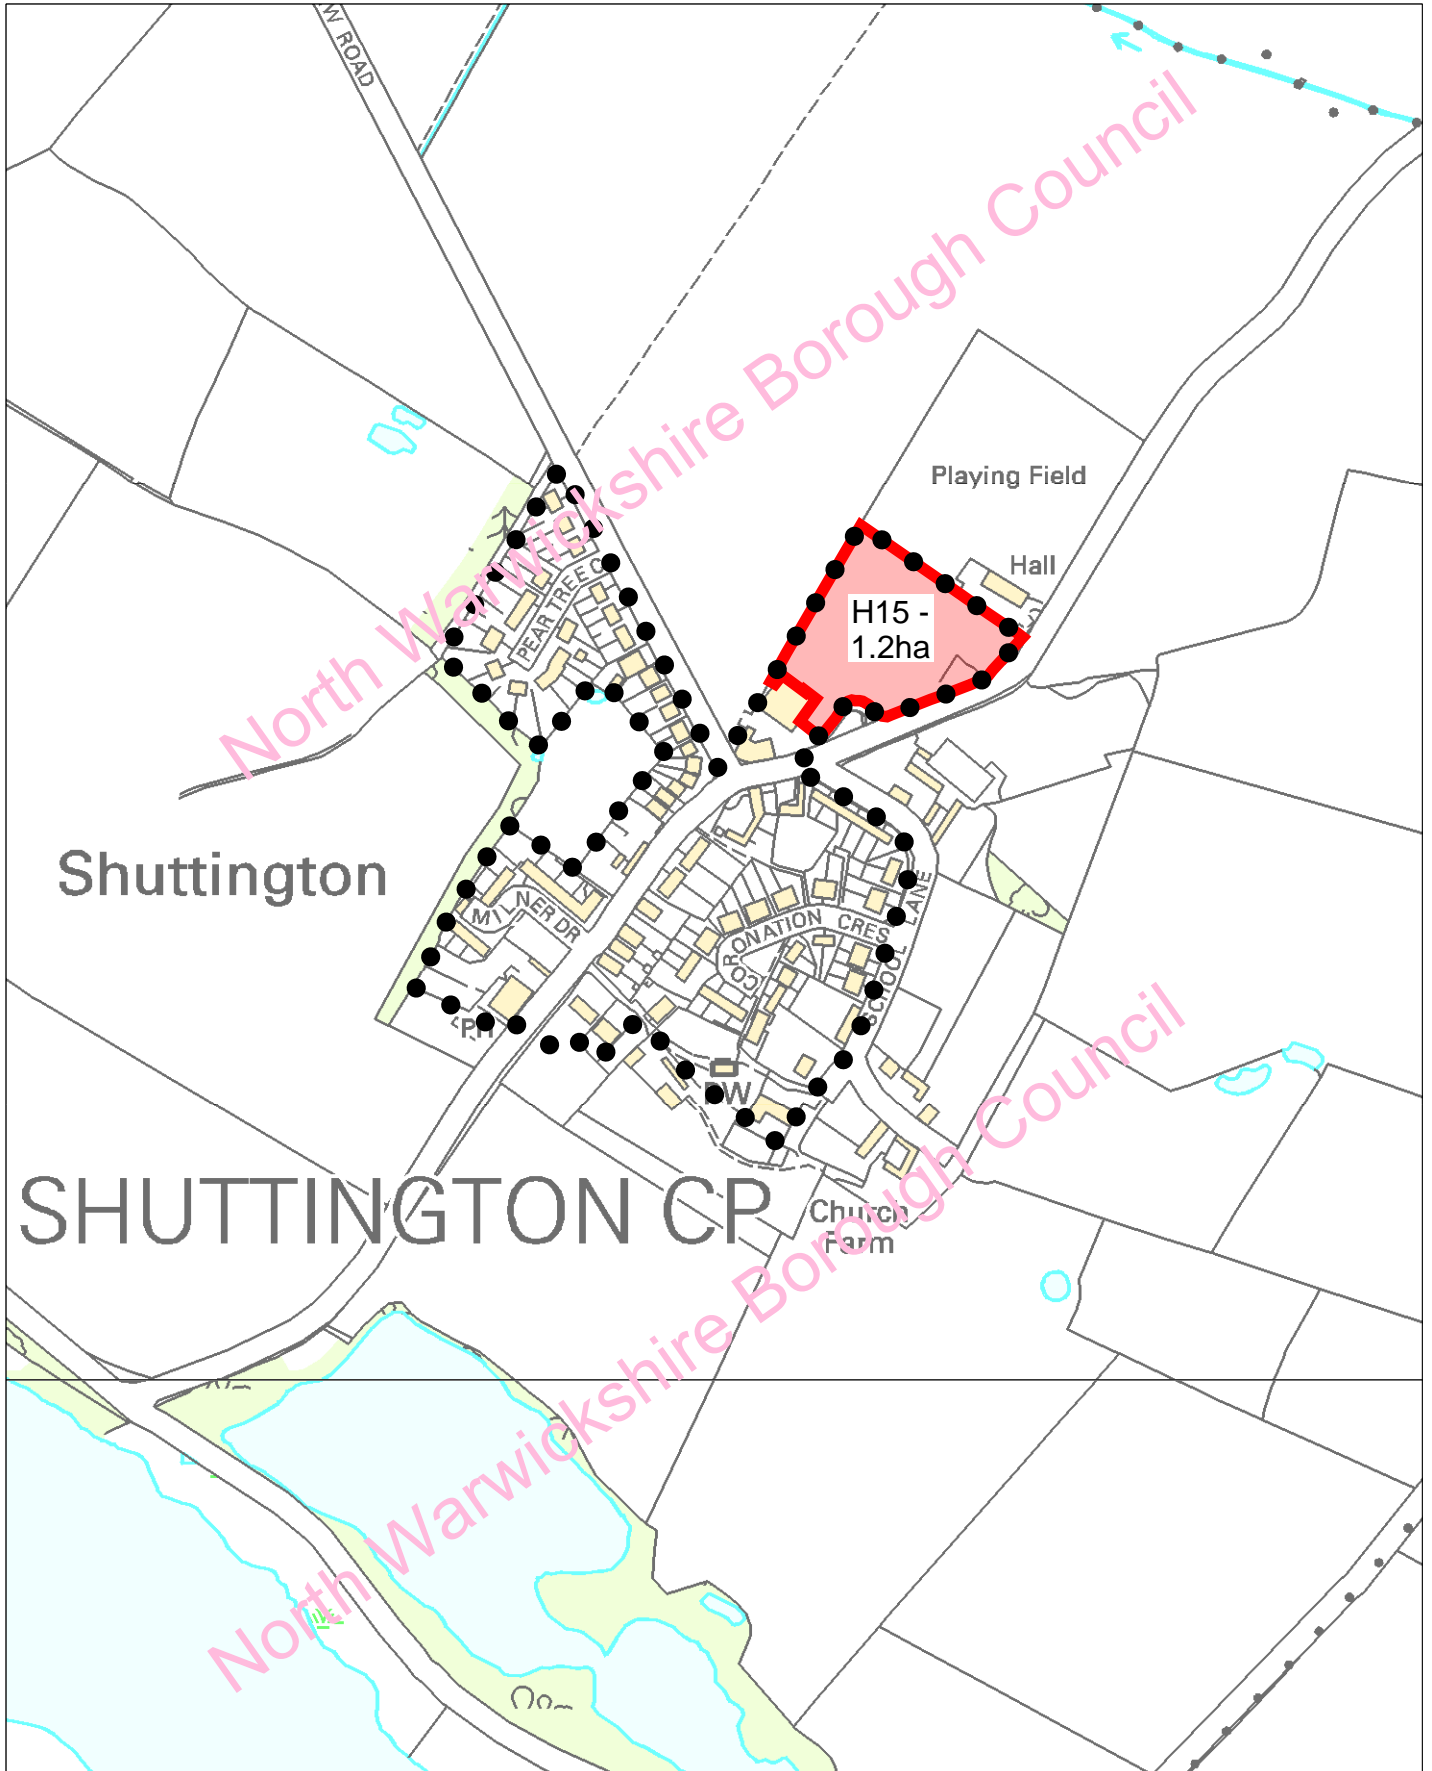 W ROAD
North Warwickshire Borough Council
Playing Field
Hall
H15 -
1.2ha
PEAR TREE C
Shuttington
MILNER DR
CORONATION CRES
SCHOOL LANE
PH
PW
SHUTTINGTON CP
Church
Farm
North Warwickshire Borough Council